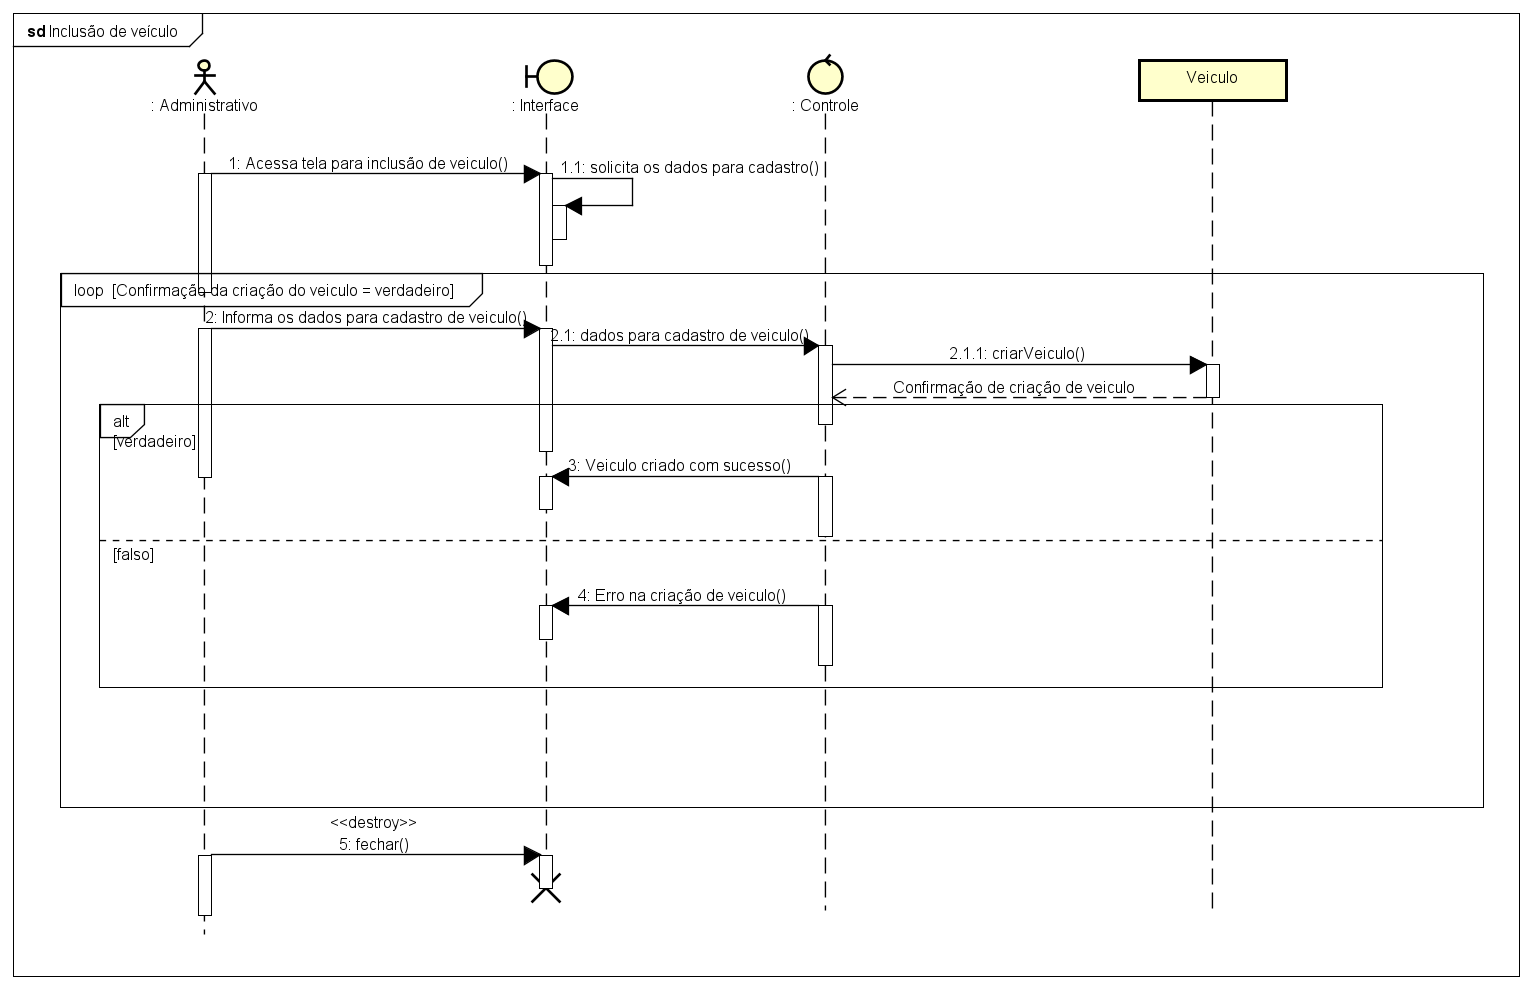 sd Inclusão de veículo
: Administrativo
: Interface
: Controle
Veiculo
1: Acessa tela para inclusão de veiculo()
1.1: solicita os dados para cadastro()
loop [Confirmação da criação do veiculo = verdadeiro]
2: Informa os dados para cadastro de veiculo()
2.1: dados para cadastro de veiculo()
2.1.1: criarVeiculo()
Confirmação de criação de veiculo
alt
[verdadeiro]
3: Veiculo criado com sucesso()
[falso]
4: Erro na criação de veiculo()
<<destroy>>
5: fechar()